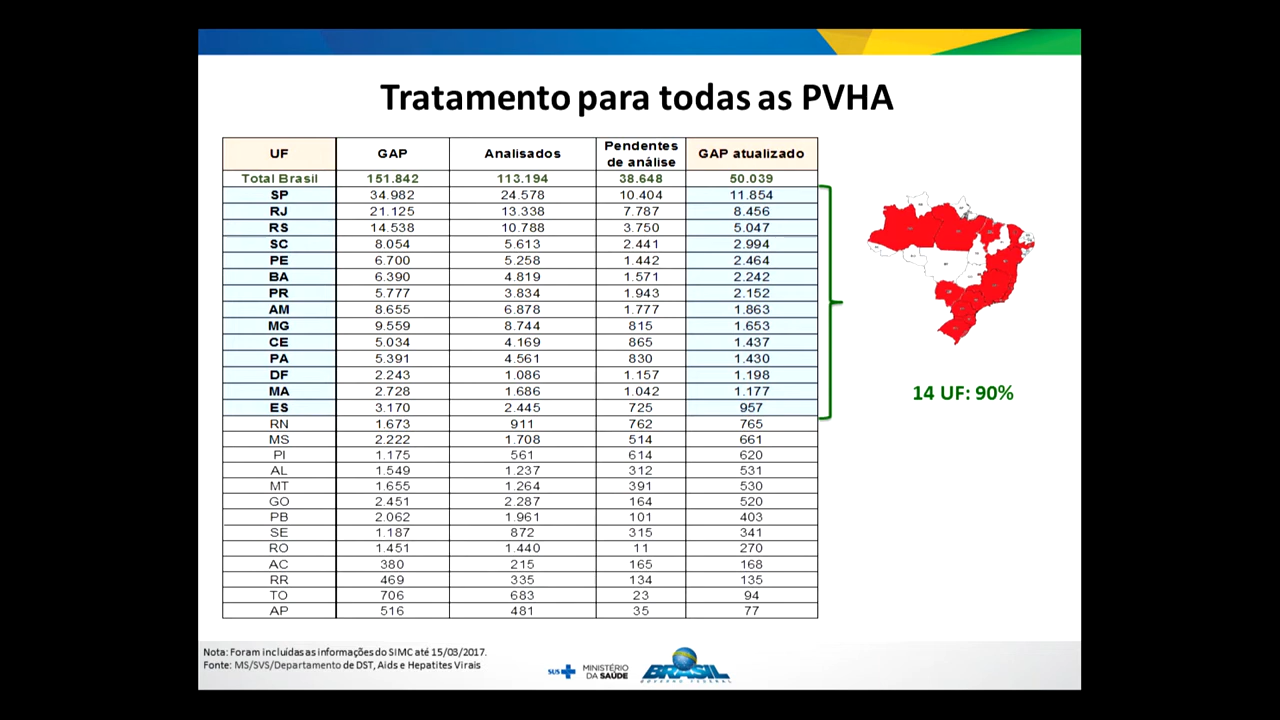 Tratamento para todas as PVHA
UF GAP Analisados Pendentes de análise GAP atualizado
Total Brasil 151.842 113.194 38.648 50.039
SP 34.982 24.578 10.404 11.854
RJ 21.125 13.338 7.787 8.456
RS 14.538 10.788 3.750 5.047
SC 8.054 5.613 2.441 2.994
PE 6.700 5.258 1.442 2.464
BA 6.390 4.819 1.571 2.242
PR 5.777 3.834 1.943 2.152
AM 8.655 6.878 1.777 1.863
MG 9.559 8.744 815 1.653
CE 5.034 4.169 865 1.437
PA 5.391 4.561 830 1.430
DF 2.243 1.086 1.157 1.198
MA 2.728 1.686 1.042 1.177
ES 3.170 2.445 725 957
RN 1.673 911 762 765
MS 2.222 1.708 514 661
PI 1.175 561 614 620
AL 1.549 1.237 312 531
MT 1.655 1.264 391 530
GO 2.451 2.287 164 520
PB 2.062 1.961 101 403
SE 1.187 872 315 341
RO 1.451 1.440 11 270
AC 380 215 165 168
RR 469 335 134 135
TO 706 683 23 94
AP 516 481 35 77
14 UF: 90%
Nota: Foram incluídas as informações do SIMC até 15/03/2017.
Fonte: MS/SVS/Departamento de DST, Aids e Hepatites Virais
SUS
MINISTÉRIO
DA SAÚDE
BRASIL
GOVERNO FEDERAL